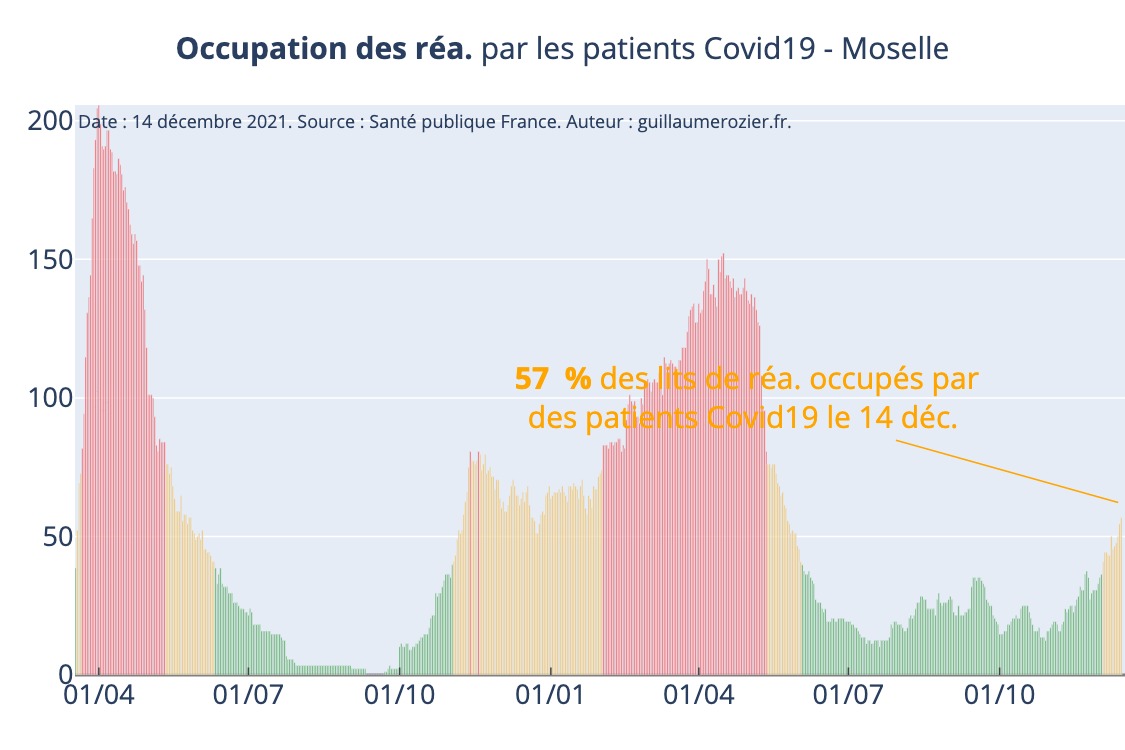 Occupation des réa. par les patients Covid19 - Moselle
200
Date : 14 décembre 2021. Source : Santé publique France. Auteur : guillaumerozier.fr.
150
57 % des lits de réa. occupés par
100
des patients Covid19 le 14 déc.
50
0
01/04 01/07 01/10 01/01 01/04 01/07 01/10